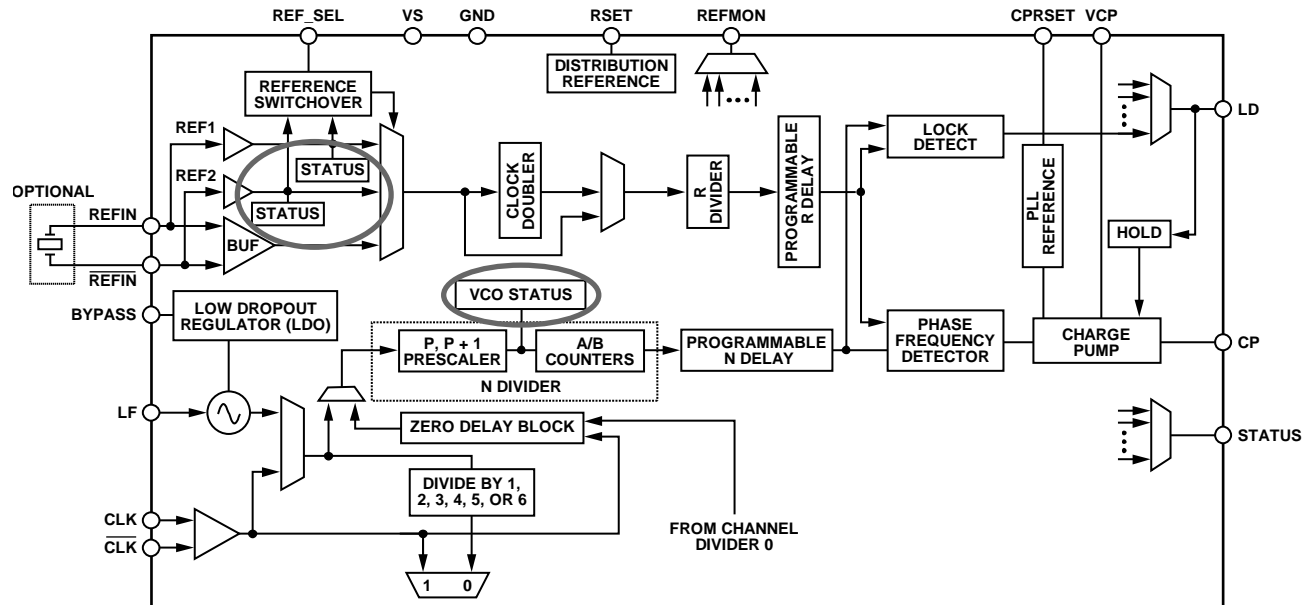 REF_SEL
VS
GND
RSET
REFMON
CPRSET
VCP
DISTRIBUTION
REFERENCE
REFERENCE
SWITCHOVER
REF1
STATUS
REF2
STATUS
BUF
OPTIONAL
REFIN
REFIN
CLOCK
DOUBLER
R
DIVIDER
PROGRAMMABLE
R DELAY
LOCK
DETECT
PLL
REFERENCE
HOLD
LD
BYPASS
LOW DROPOUT
REGULATOR (LDO)
VCO STATUS
P, P + 1
PRESCALER
A/B
COUNTERS
N DIVIDER
PROGRAMMABLE
N DELAY
PHASE
FREQUENCY
DETECTOR
CHARGE
PUMP
CP
LF
ZERO DELAY BLOCK
STATUS
DIVIDE BY 1,
2, 3, 4, 5, OR 6
CLK
CLK
FROM CHANNEL
DIVIDER 0
1 0